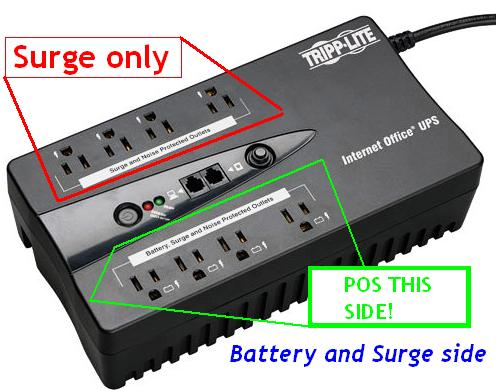 Surge only
TRIPP·LITE
Surge and Noise Protected Outlets
Internet Office® UPS
Battery, Surge and Noise Protected Outlets
POS THIS
SIDE!
Battery and Surge side